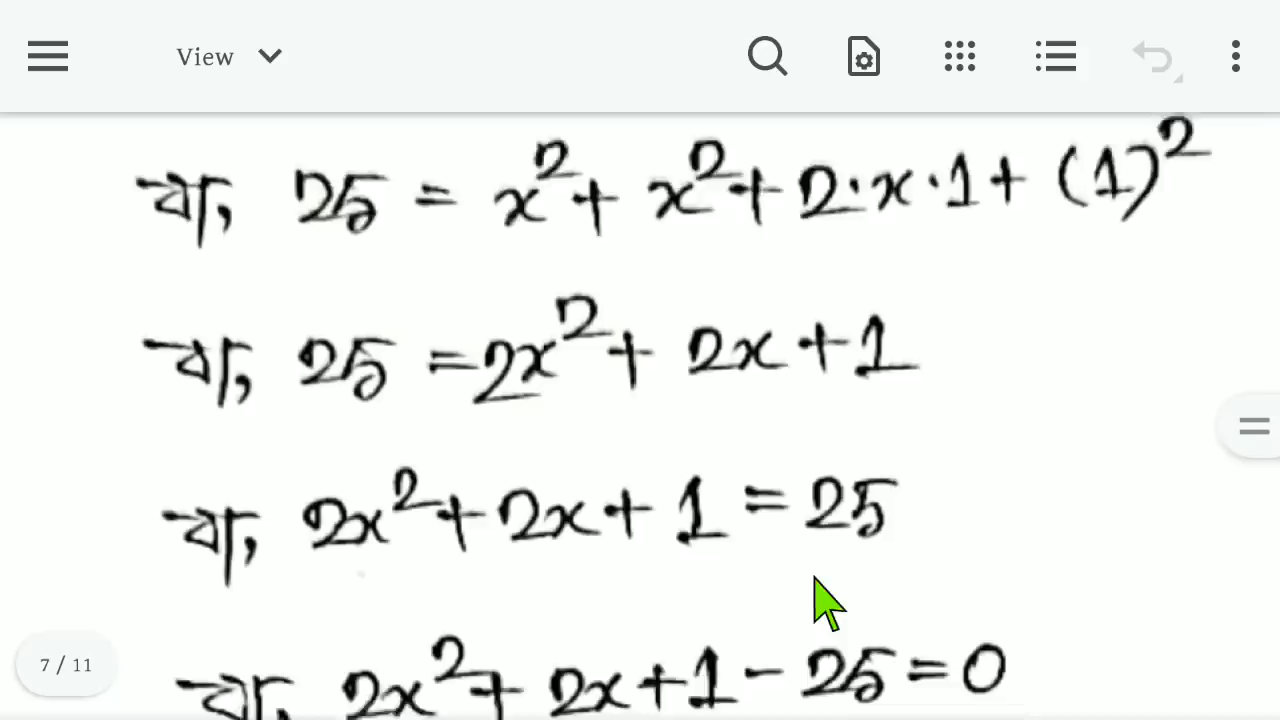 View
বা, 25 = x² + x² + 2·x·1 + (1)²
বা, 25 = 2x² + 2x + 1
বা, 2x² + 2x + 1 = 25
বা, 2x² + 2x + 1 - 25 = 0
7 / 11